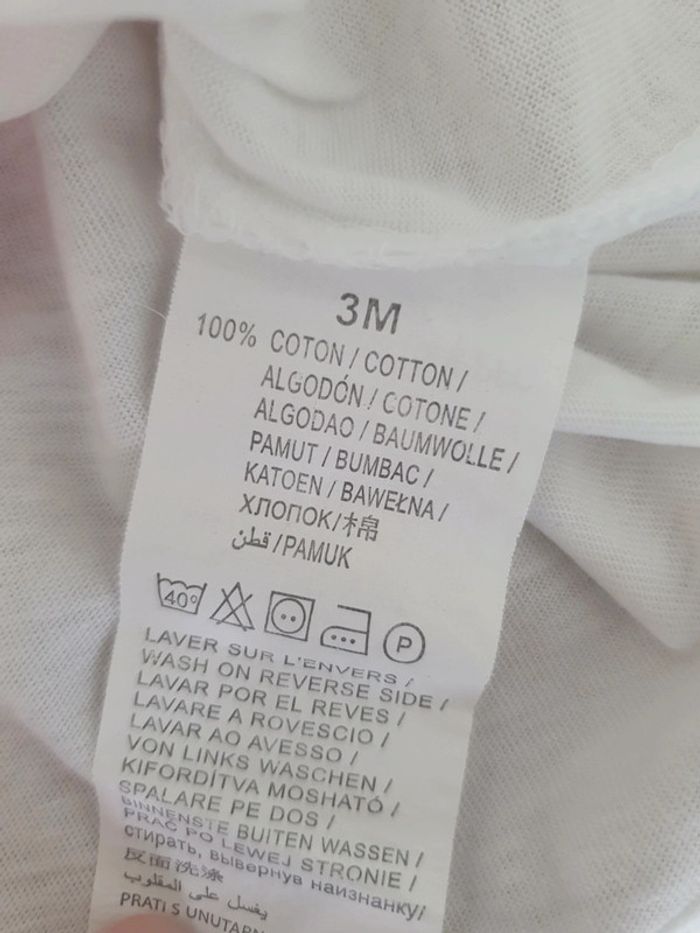 3M
100% COTON / COTTON /
ALGODÓN / COTONE /
ALGODAO / BAUMWOLLE /
PAMUT / BUMBAC /
KATOEN / BAWEŁNA /
ХЛОПОК/棉
قطن /PAMUK
40° P
LAVER SUR L'ENVERS /
WASH ON REVERSE SIDE /
LAVAR POR EL REVES /
LAVARE A ROVESCIO /
LAVAR AO AVESSO /
VON LINKS WASCHEN /
KIFORDÍTVA MOSHATÓ /
SPALARE PE DOS /
BINNENSTE BUITEN WASSEN /
PRAĆ PO LEWEJ STRONIE /
стирать, вывернув наизнанку/
反面洗涤
يغسل على المقلوب
PRATI S UNUTARN